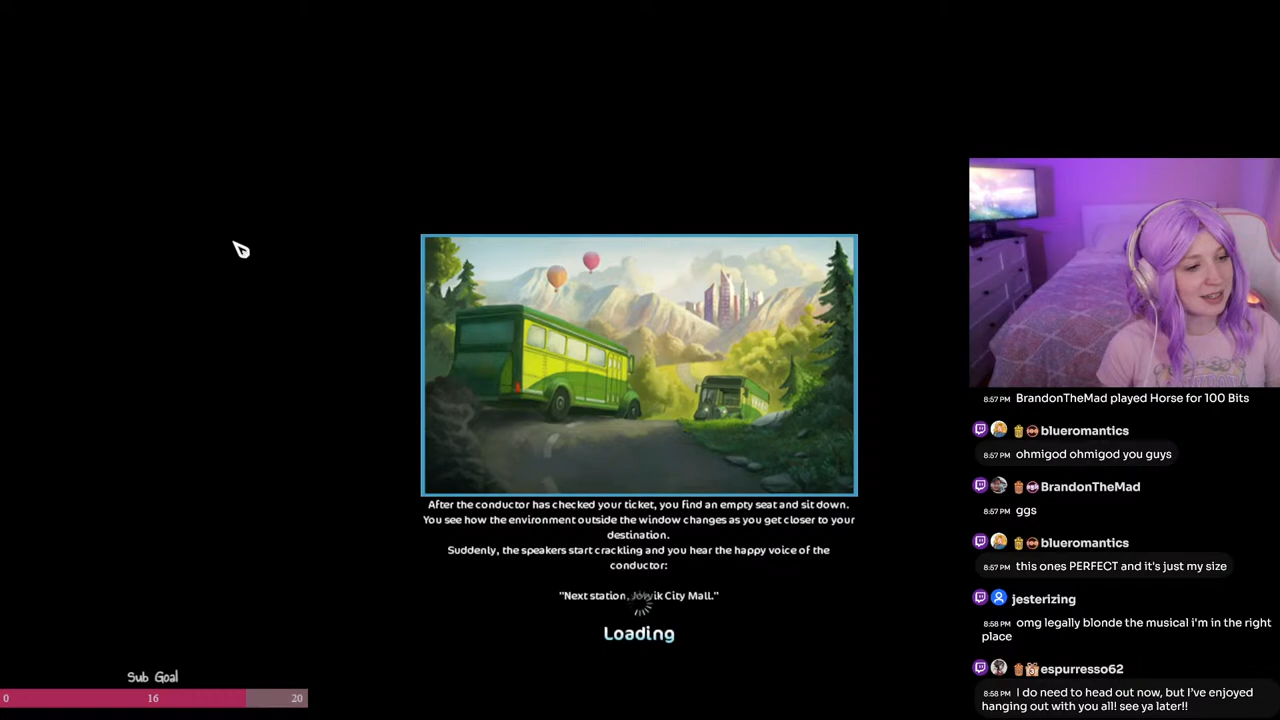 BrandonTheMad played Horse for 100 Bits
8:57 PM
blueromantics
8:57 PM ohmigod ohmigod you guys
BrandonTheMad
8:57 PM ggs
blueromantics
8:57 PM this ones PERFECT and it's just my size
jesterizing
8:58 PM omg legally blonde the musical i'm in the right
place
espurresso62
8:58 PM I do need to head out now, but I've enjoyed
hanging out with you all! see ya later!!
After the conductor has checked your ticket, you find an empty seat and sit down.
You see how the environment outside the window changes as you get closer to your
destination.
Suddenly, the speakers start crackling and you hear the happy voice of the
conductor:
"Next station, Jorvik City Mall."
Loading
Sub Goal
0 16 20